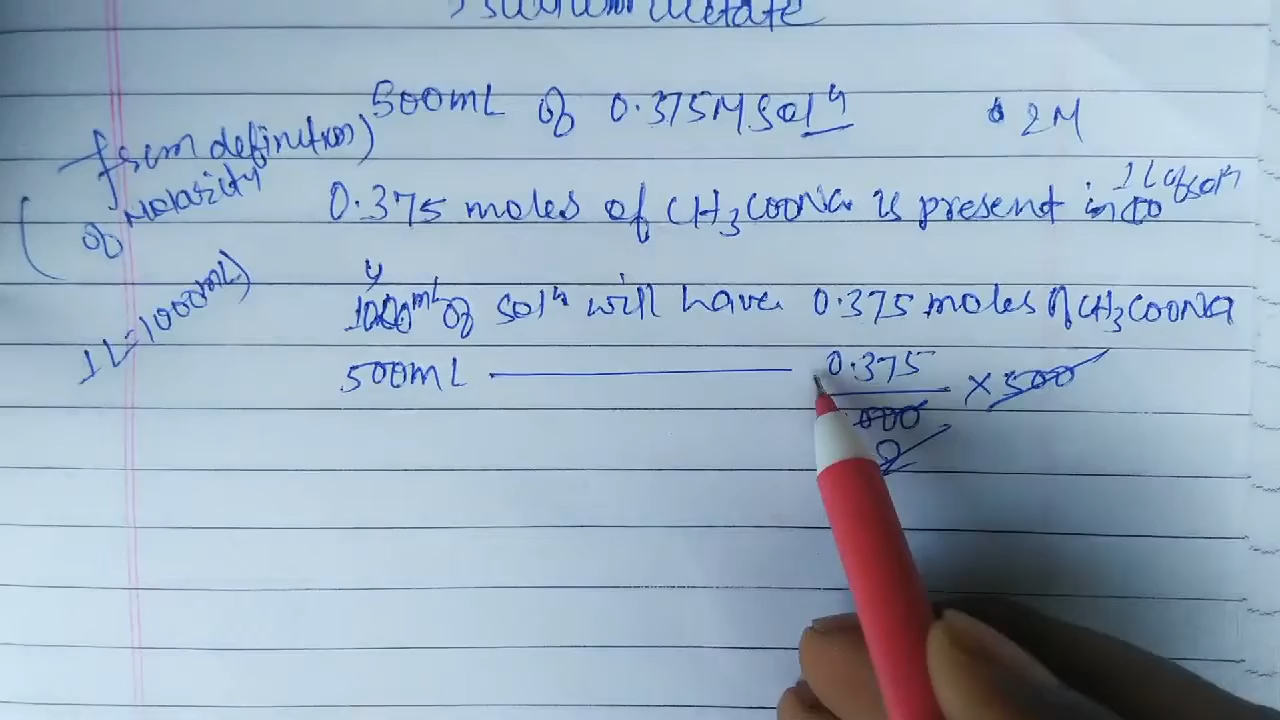 500mL of 0.375M Solⁿ 2M
(from definition)
of Molarity
0.375 moles of CH₃COONa is present in 1L of solⁿ
1L=1000mL)
1000mL of solⁿ will have 0.375 moles of CH₃COONa
500mL ——— 0.375 × 500
2